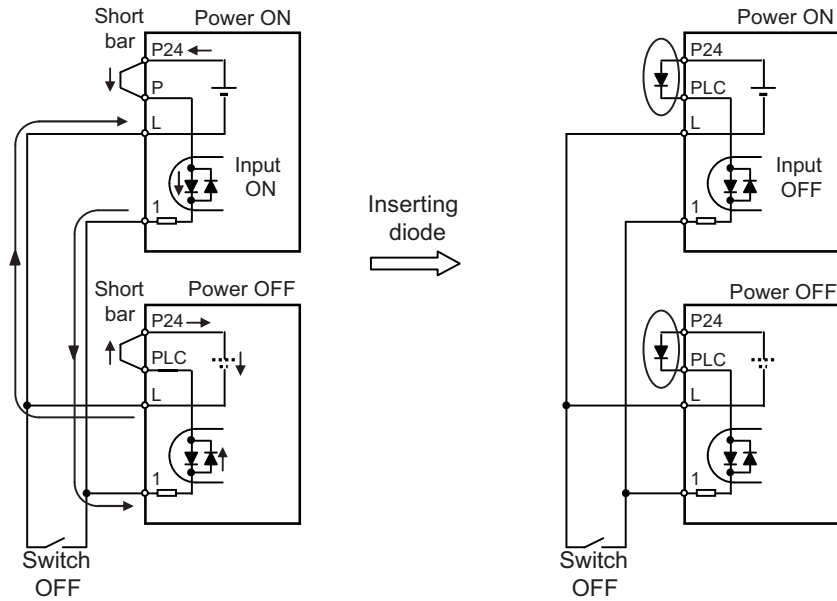 Short
bar
Power ON
P24
P
L
Input
ON
1
Short
bar
Power OFF
P24
PLC
L
1
Switch
OFF
Inserting
diode
Power ON
P24
PLC
L
Input
OFF
1
Power OFF
P24
PLC
L
1
Switch
OFF